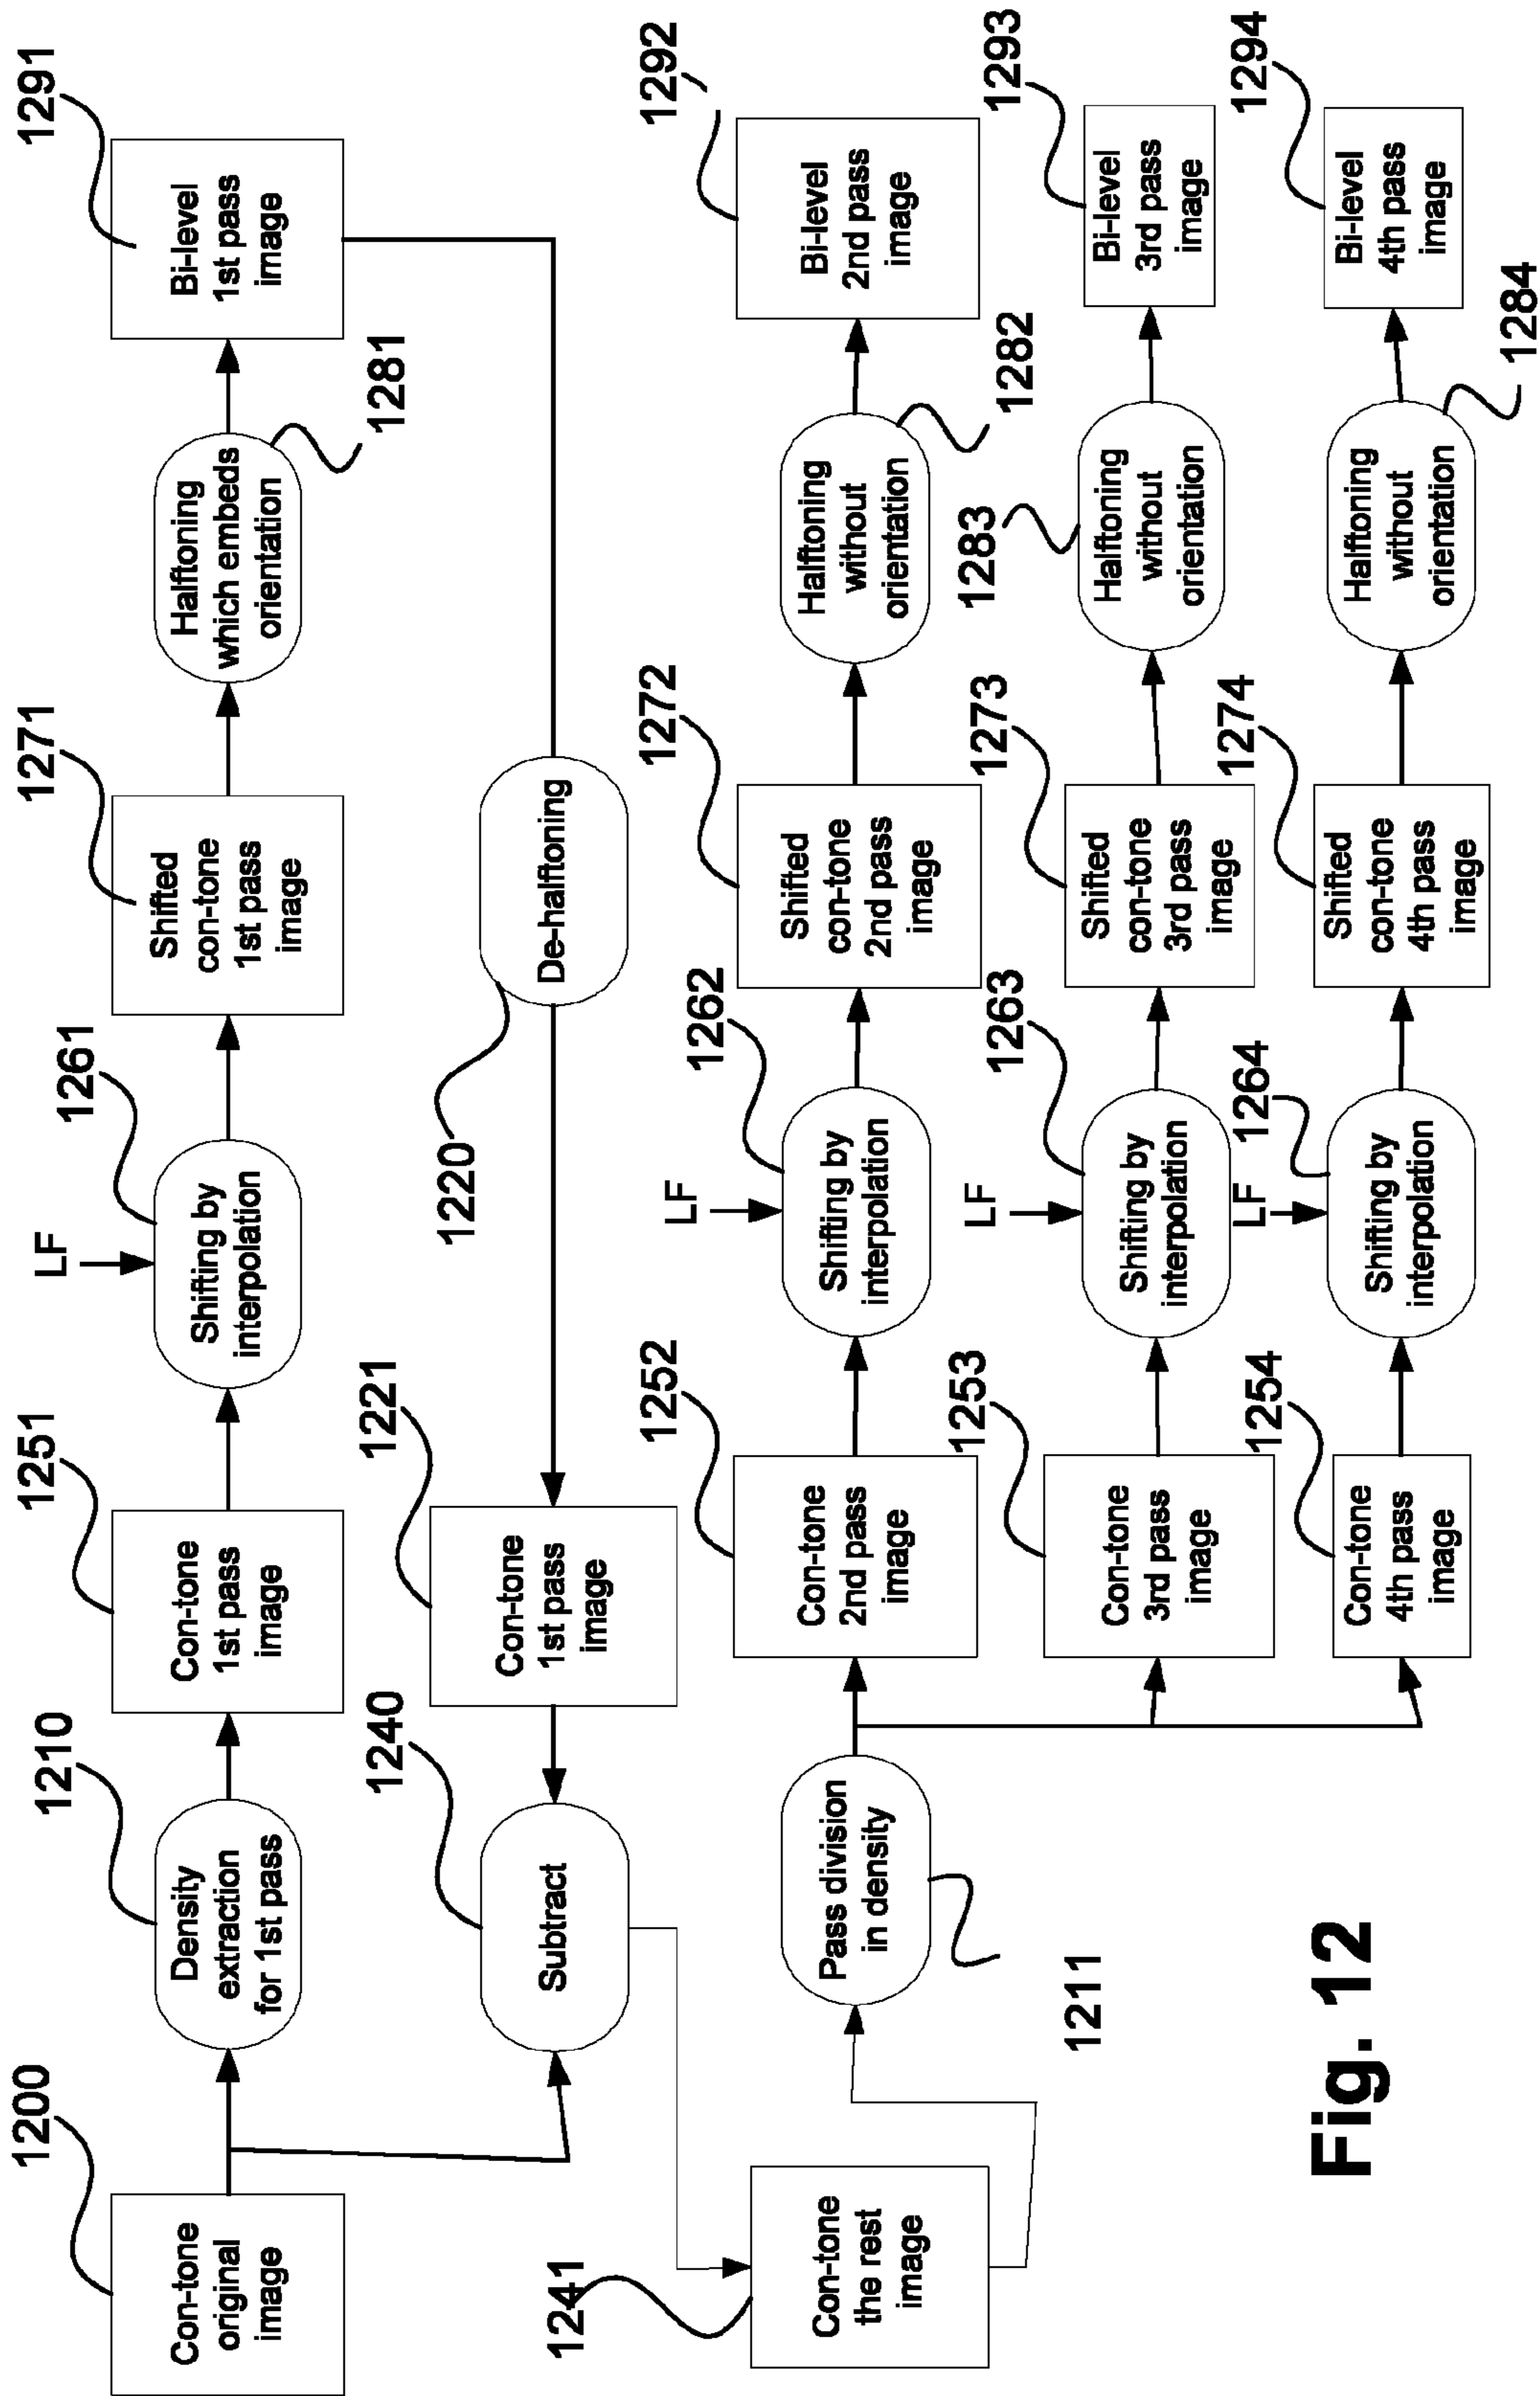 1200
Con-tone
original
image
1210
Density
extraction
for 1st pass
1251
Con-tone
1st pass
image
LF
1261
Shifting by
interpolation
1271
Shifted
con-tone
1st pass
image
Halftoning
which embeds
orientation
1281
1291
Bi-level
1st pass
image
1240
Subtract
1221
Con-tone
1st pass
image
1220
De-halftoning
1241
Con-tone
the rest
image
Pass division
in density
1211
1252
Con-tone
2nd pass
image
LF
1262
Shifting by
interpolation
1272
Shifted
con-tone
2nd pass
image
Halftoning
without
orientation
1282
1292
Bi-level
2nd pass
image
1253
Con-tone
3rd pass
image
LF
1263
Shifting by
interpolation
1273
Shifted
con-tone
3rd pass
image
1283
Halftoning
without
orientation
1293
Bi-level
3rd pass
image
1254
Con-tone
4th pass
image
LF
1264
Shifting by
interpolation
1274
Shifted
con-tone
4th pass
image
Halftoning
without
orientation
1284
1294
Bi-level
4th pass
image
Fig. 12